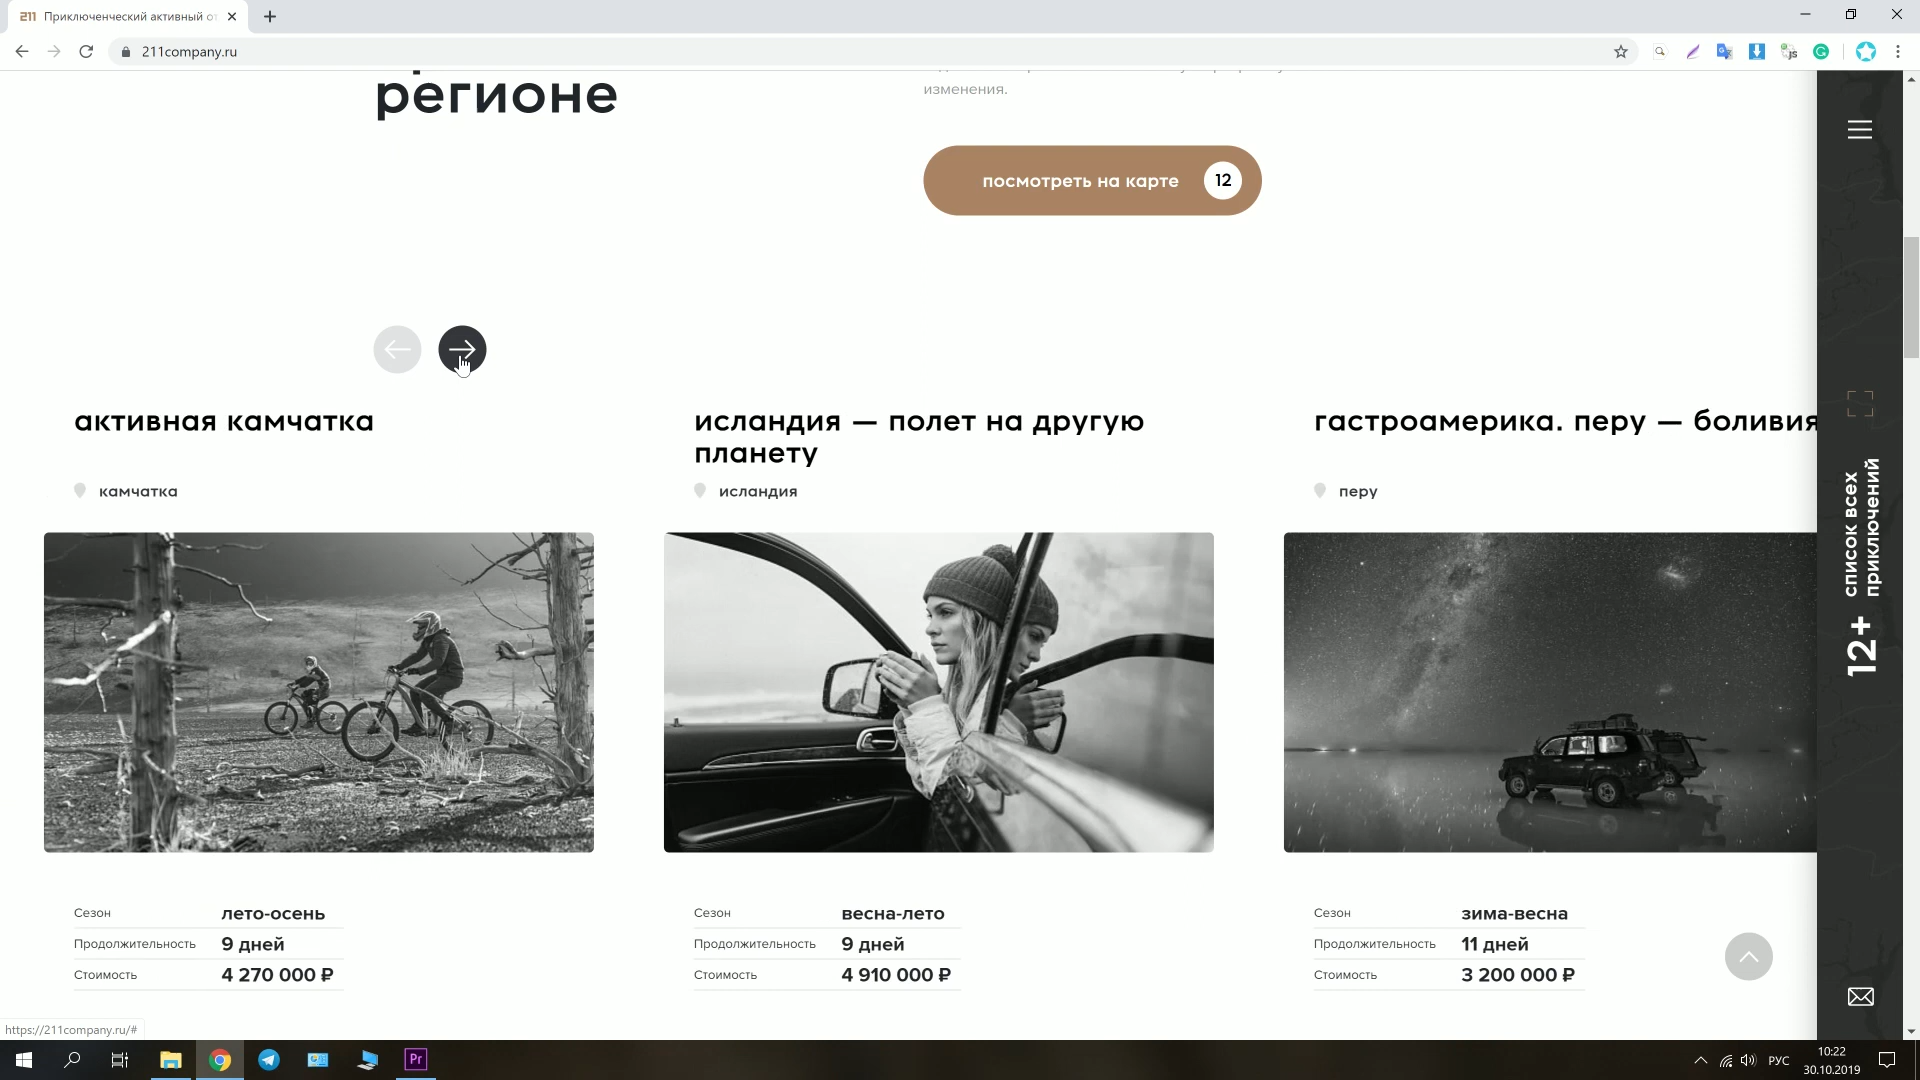 211 Приключенческий активный о
211company.ru
регионе
изменения.
посмотреть на карте 12
активная камчатка
исландия — полет на другую
планету
гастроамерика. перу — боливия
камчатка
исландия
перу
Сезон лето-осень
Продолжительность 9 дней
Стоимость 4 270 000 ₽
Сезон весна-лето
Продолжительность 9 дней
Стоимость 4 910 000 ₽
Сезон зима-весна
Продолжительность 11 дней
Стоимость 3 200 000 ₽
12+ список всех
приключений
https://211company.ru/#
Pr
РУС
10:22
30.10.2019